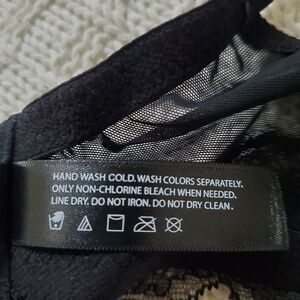 HAND WASH COLD. WASH COLORS SEPARATELY.
ONLY NON-CHLORINE BLEACH WHEN NEEDED.
LINE DRY. DO NOT IRON. DO NOT DRY CLEAN.